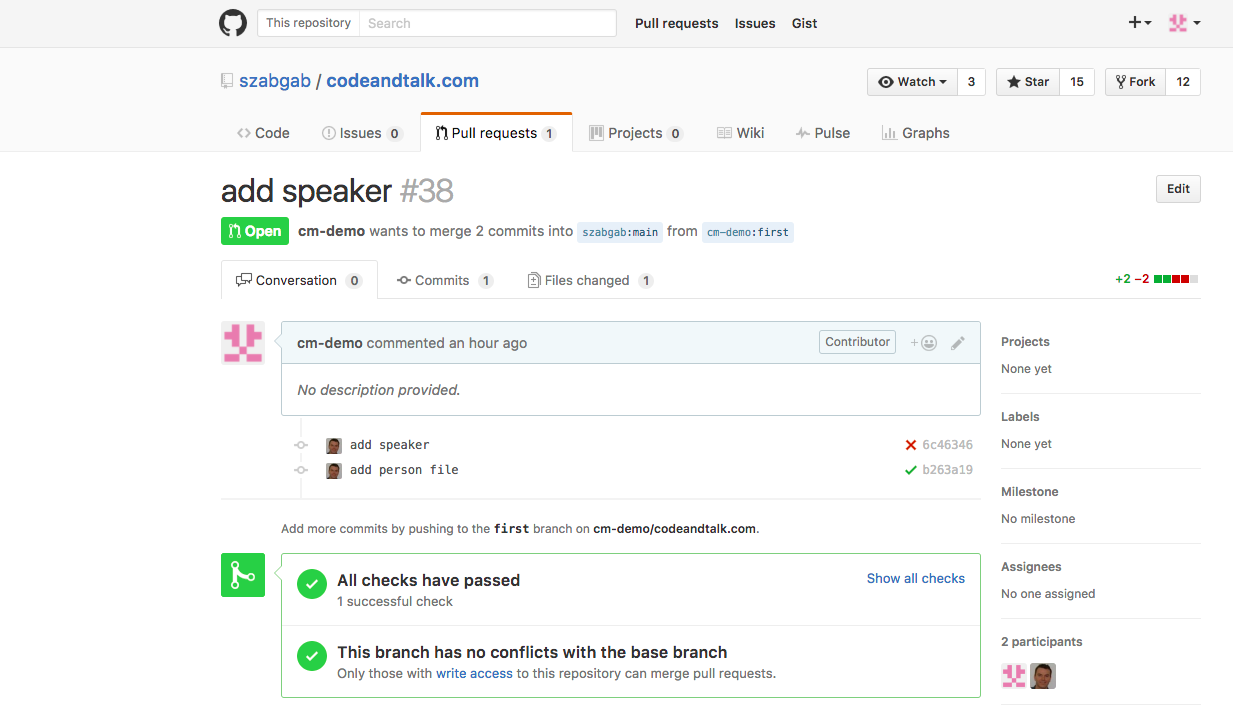 This repository Search Pull requests Issues Gist
szabgab / codeandtalk.com Watch 3 Star 15 Fork 12
Code Issues 0 Pull requests 1 Projects 0 Wiki Pulse Graphs
add speaker #38 Edit
Open cm-demo wants to merge 2 commits into szabgab:main from cm-demo:first
Conversation 0 Commits 1 Files changed 1 +2 −2
cm-demo commented an hour ago Contributor
No description provided.
add speaker 6c46346
add person file b263a19
Add more commits by pushing to the first branch on cm-demo/codeandtalk.com.
All checks have passed Show all checks
1 successful check
This branch has no conflicts with the base branch
Only those with write access to this repository can merge pull requests.
Projects
None yet
Labels
None yet
Milestone
No milestone
Assignees
No one assigned
2 participants